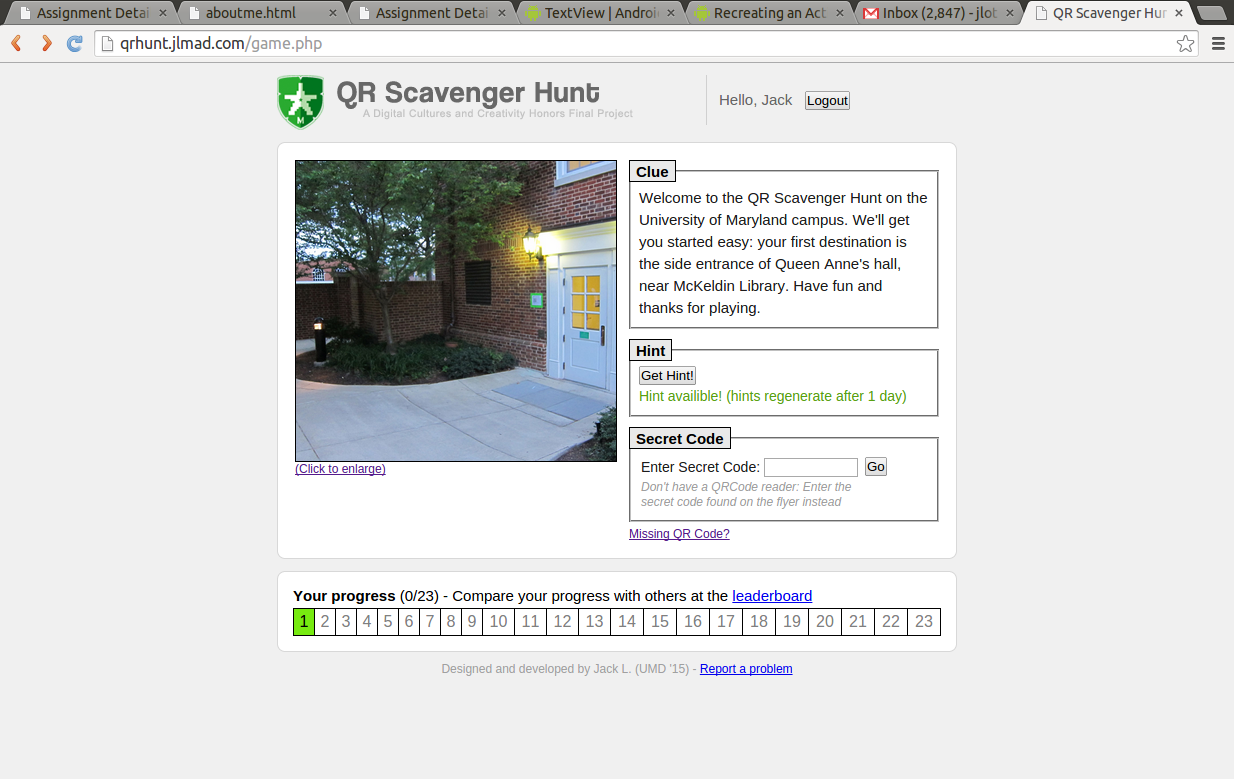 Assignment Detai
aboutme.html
Assignment Detai
TextView | Androi
Recreating an Act
Inbox (2,847) - jlot
QR Scavenger Hun
qrhunt.jlmad.com/game.php
QR Scavenger Hunt
A Digital Cultures and Creativity Honors Final Project
M
Hello, Jack Logout
Clue
Welcome to the QR Scavenger Hunt on the
University of Maryland campus. We'll get
you started easy: your first destination is
the side entrance of Queen Anne's hall,
near McKeldin Library. Have fun and
thanks for playing.
Hint
Get Hint!
Hint availible! (hints regenerate after 1 day)
Secret Code
Enter Secret Code: Go
Don't have a QRCode reader: Enter the
secret code found on the flyer instead
(Click to enlarge)
Missing QR Code?
Your progress (0/23) - Compare your progress with others at the leaderboard
1 2 3 4 5 6 7 8 9 10 11 12 13 14 15 16 17 18 19 20 21 22 23
Designed and developed by Jack L. (UMD '15) - Report a problem